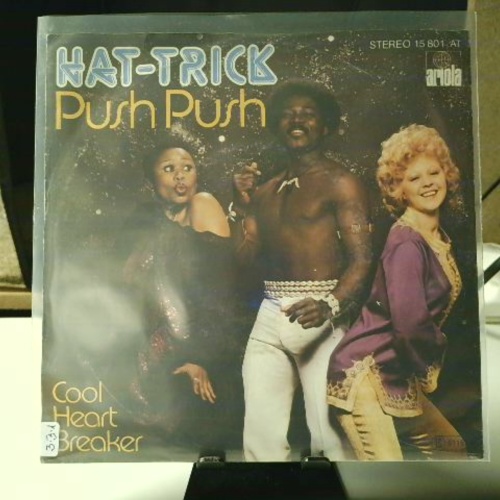 STEREO 15 801 AT
ariola
HAT-TRICK
Push Push
Cool
Heart
Breaker